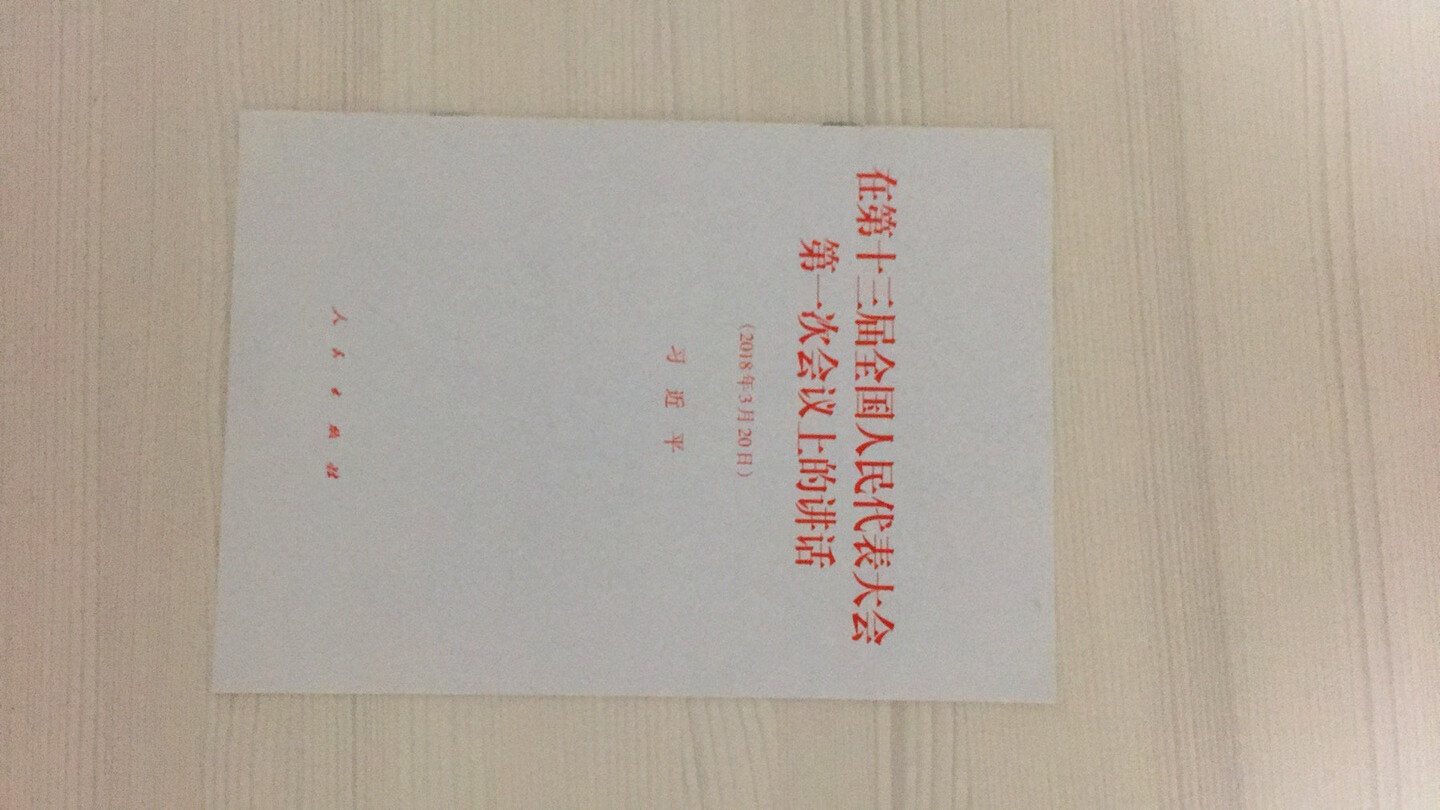 在第十三届全国人民代表大会
第一次会议上的讲话
（2018年3月20日）
习近平
人民出版社